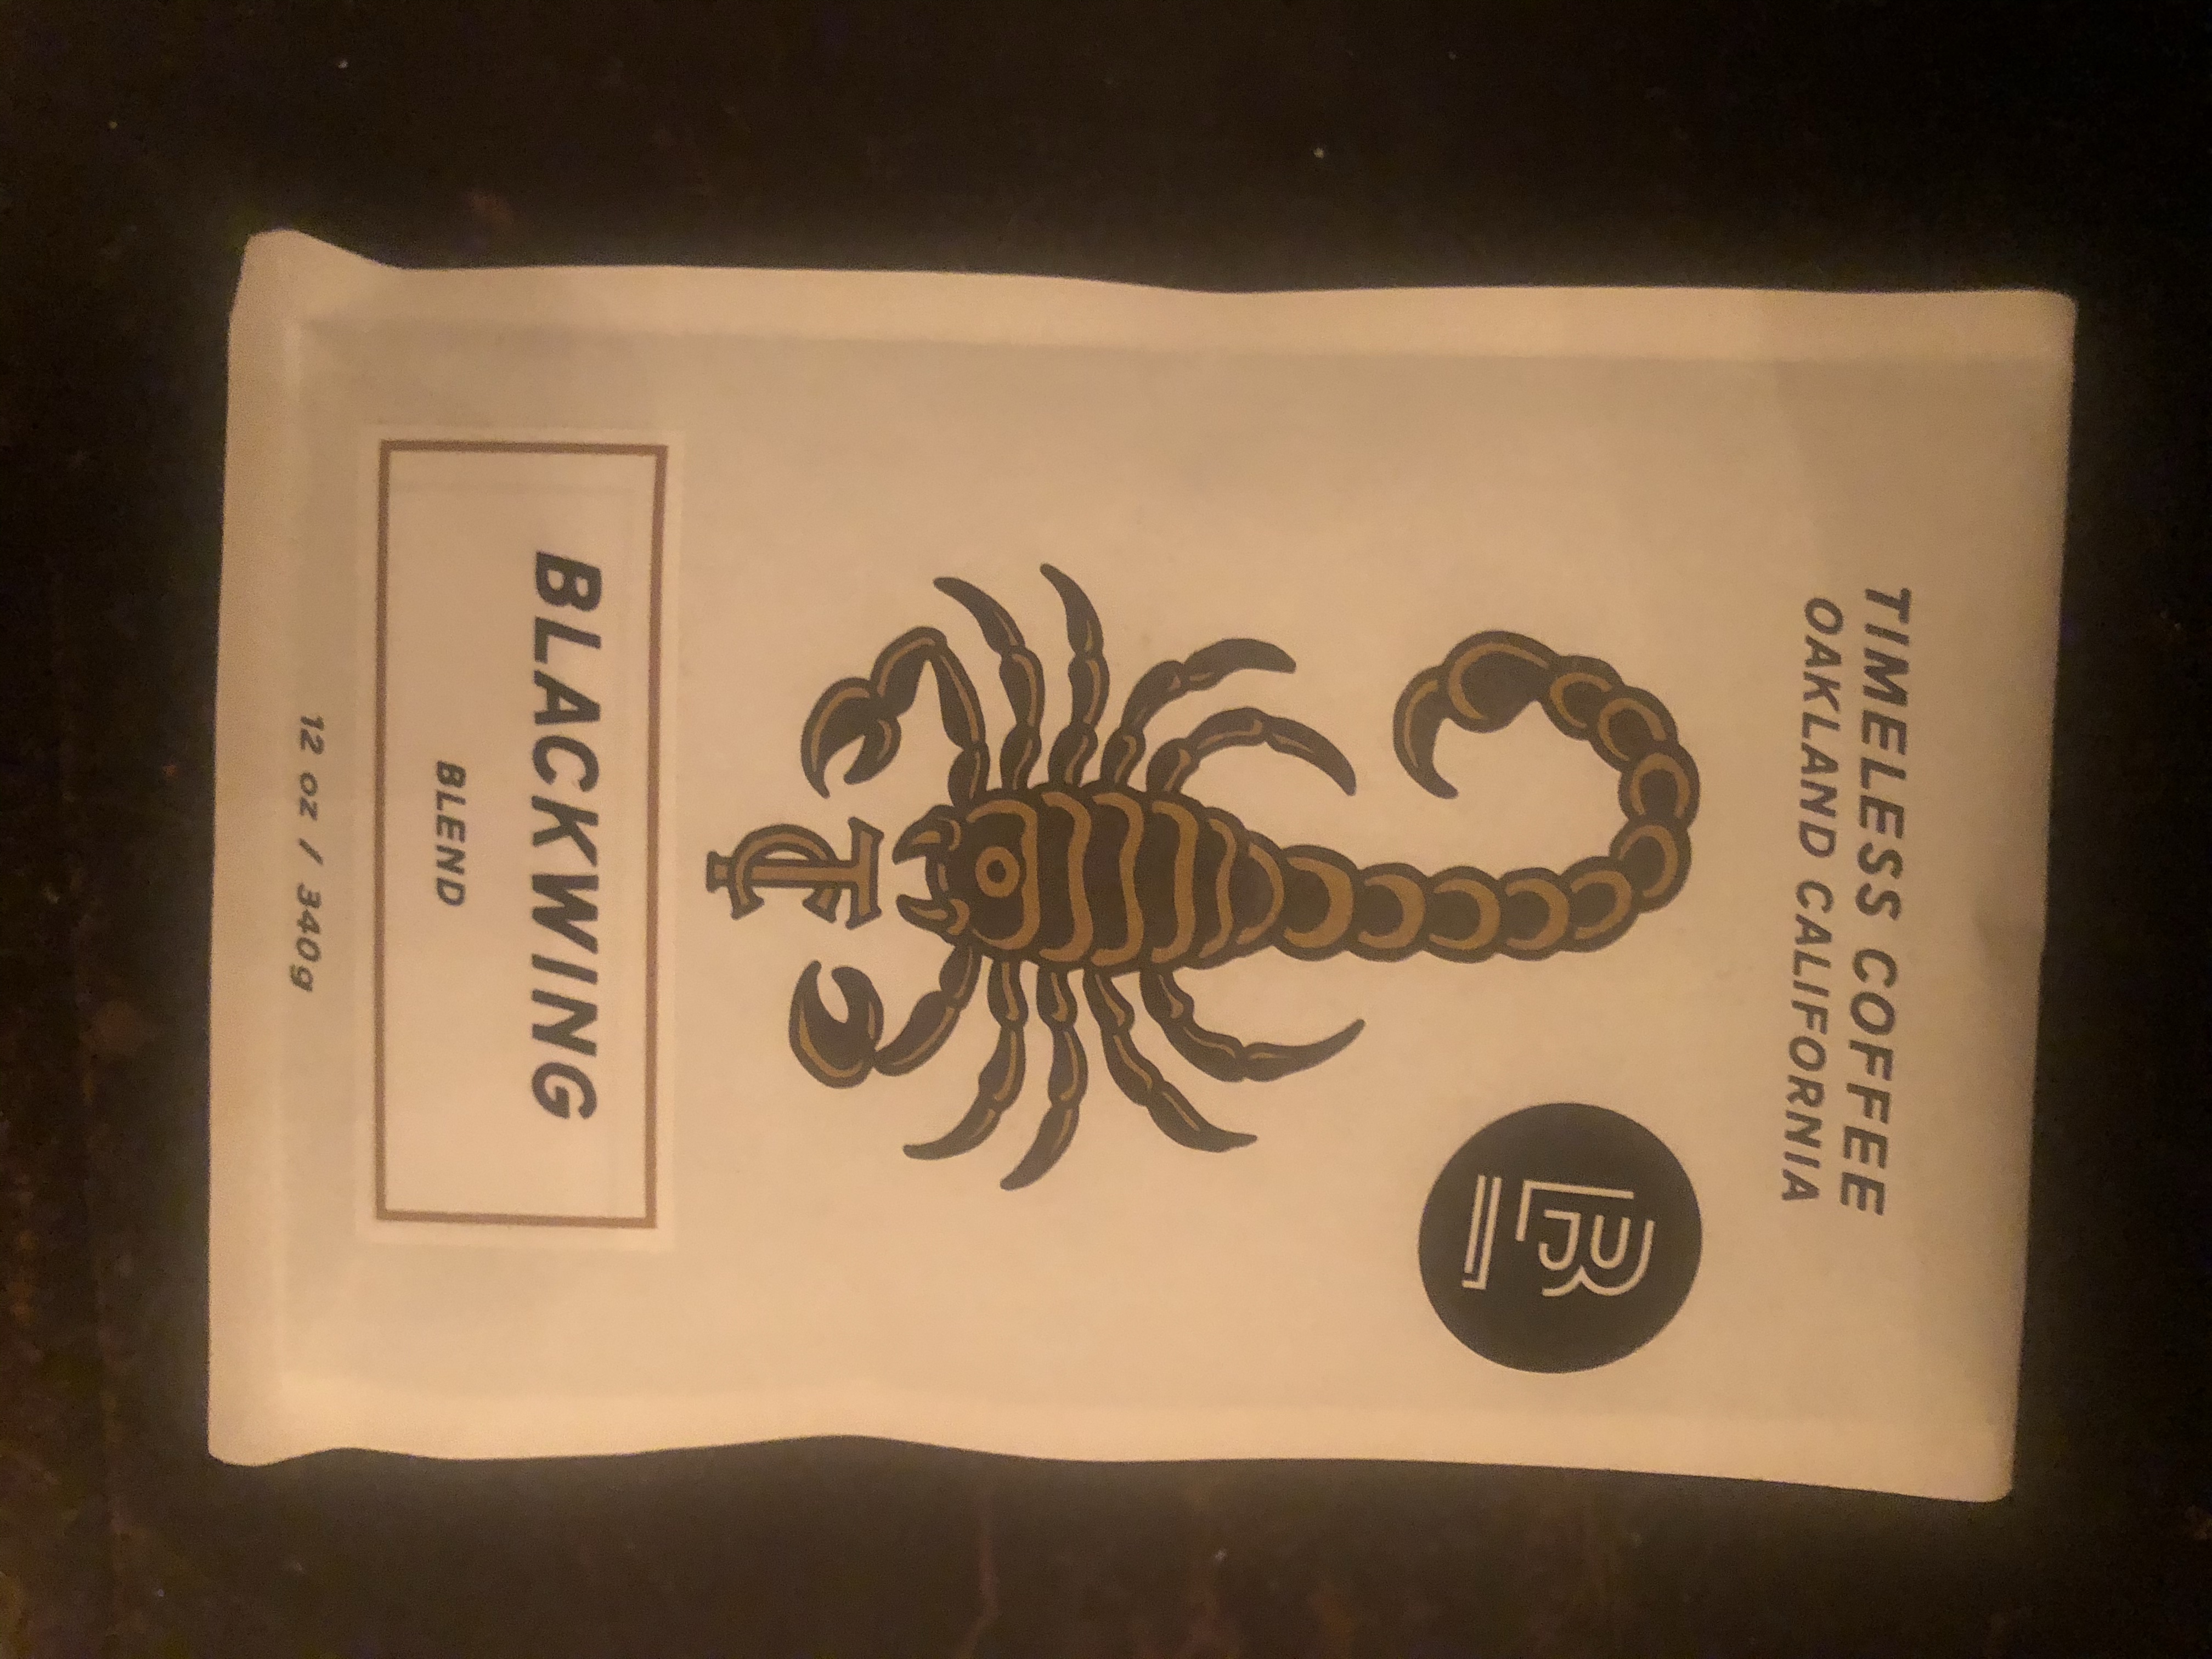 TIMELESS COFFEE
OAKLAND CALIFORNIA
BLACKWING
BLEND
12 oz / 340g